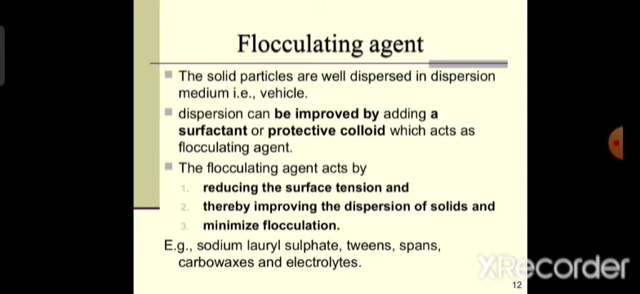 Flocculating agent
The solid particles are well dispersed in dispersion
medium i.e., vehicle.
dispersion can be improved by adding a
surfactant or protective colloid which acts as
flocculating agent.
The flocculating agent acts by
1. reducing the surface tension and
2. thereby improving the dispersion of solids and
3. minimize flocculation.
E.g., sodium lauryl sulphate, tweens, spans,
carbowaxes and electrolytes.
XRecorder
12